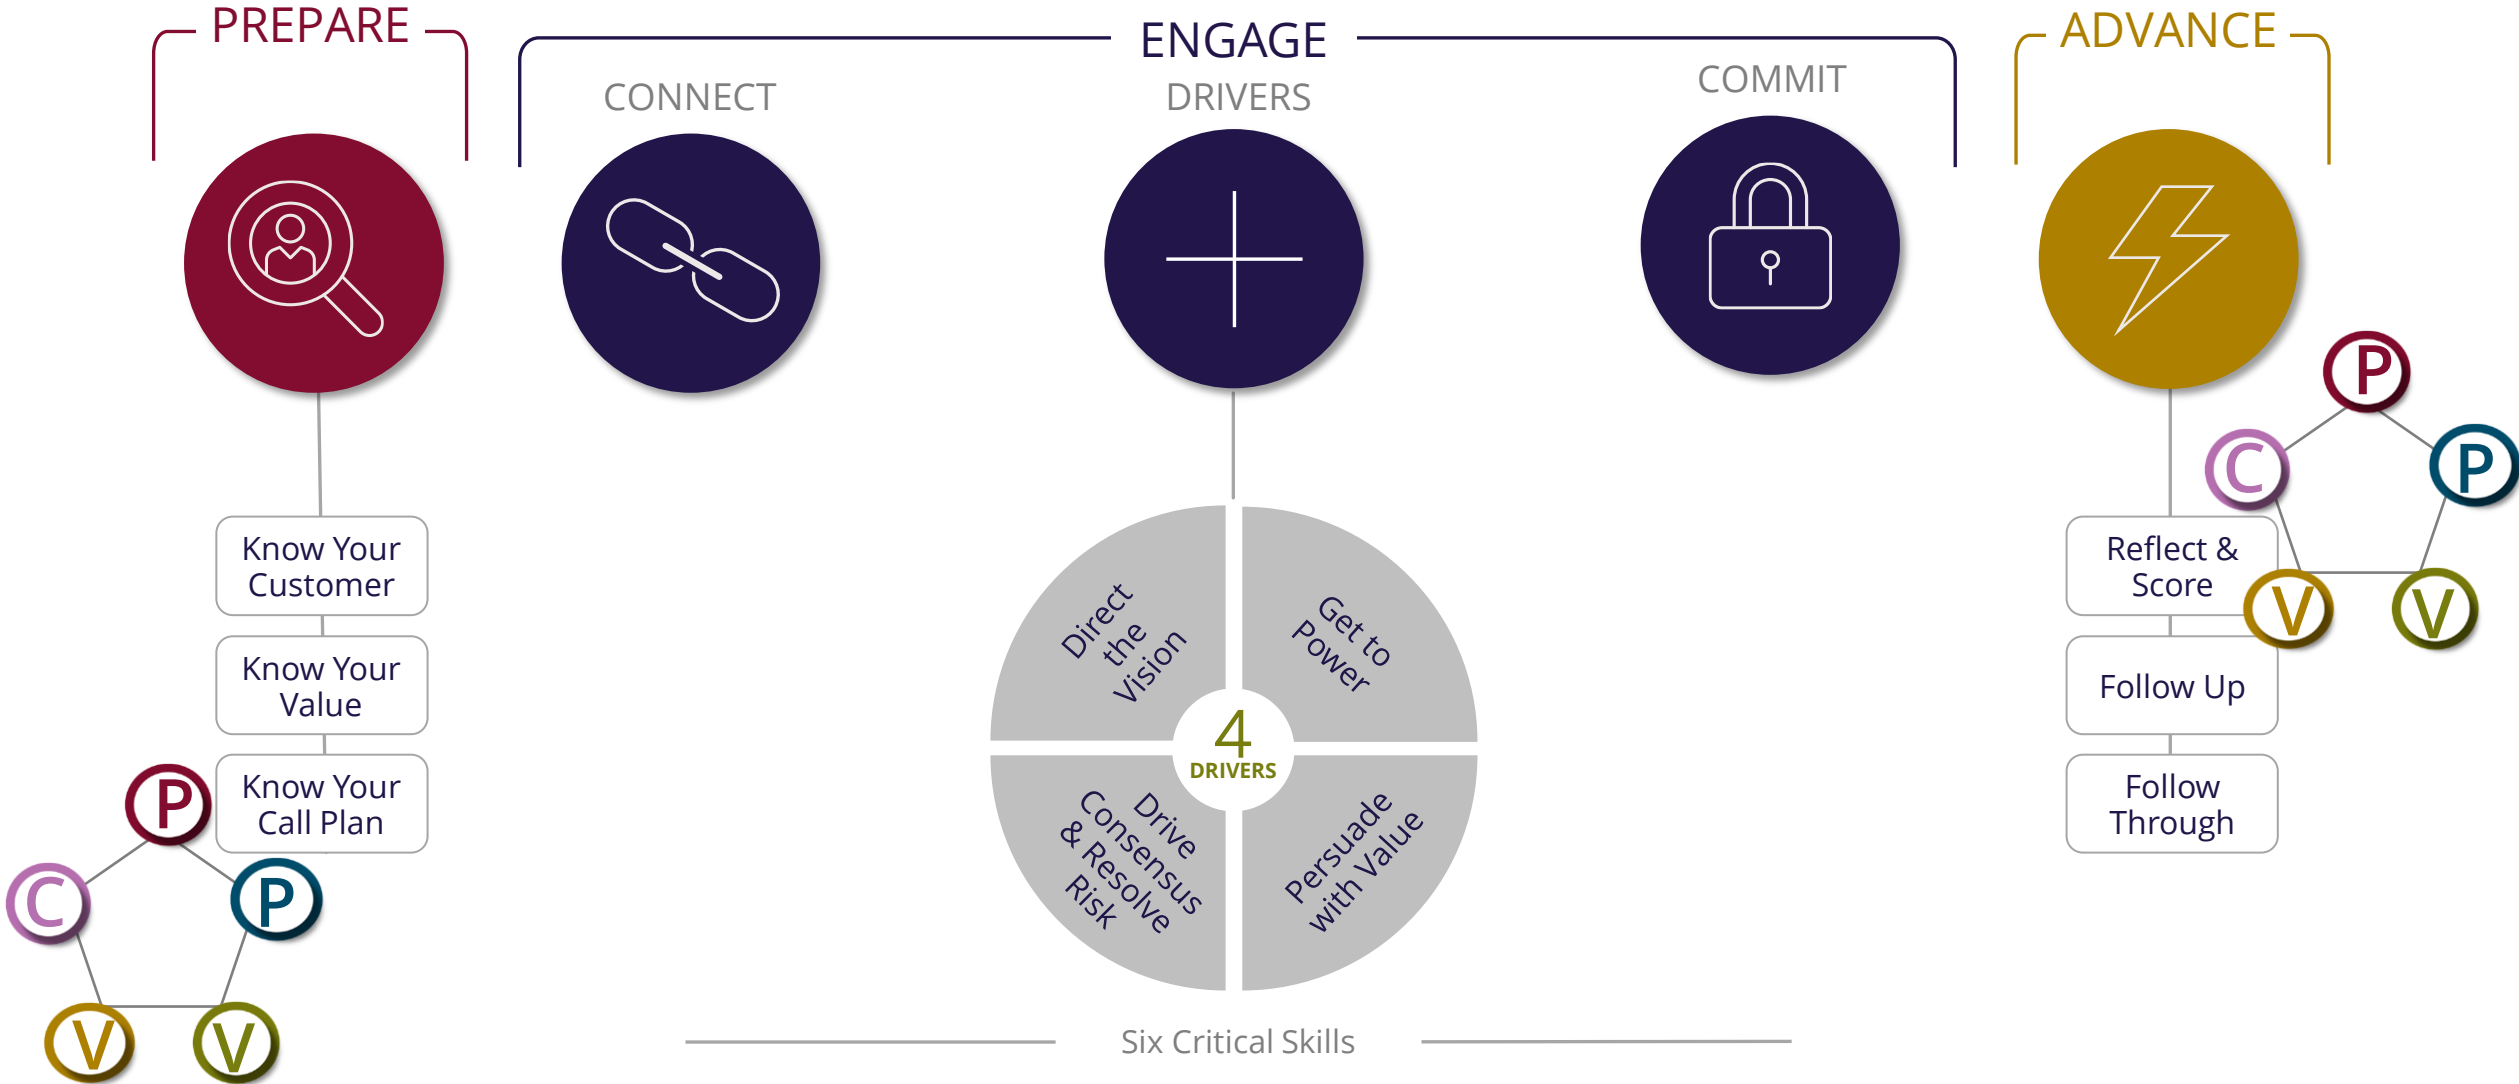 PREPARE
ENGAGE
ADVANCE
CONNECT
DRIVERS
COMMIT
Know Your
Customer
Know Your
Value
Know Your
Call Plan
P
P
V
V
C
Direct
the
Vision
Get to
Power
4
DRIVERS
Drive
Consensus
& Resolve
Risk
Persuade
with Value
Six Critical Skills
Reflect &
Score
Follow Up
Follow
Through
P
P
V
V
C